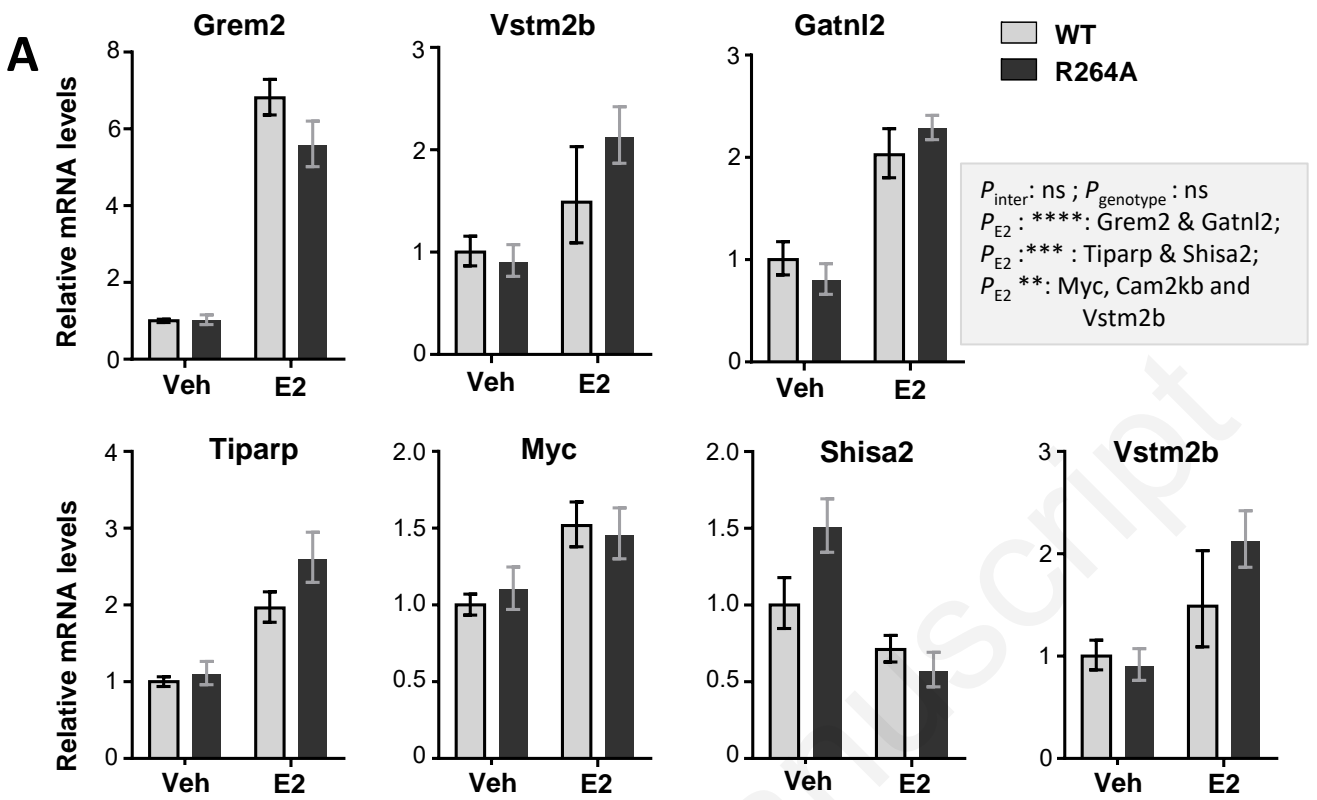 A
Grem2
Vstm2b
Gatnl2
WT
R264A
Relative mRNA levels
8
6
4
2
0
Veh
E2
3
2
1
0
Veh
E2
3
2
1
0
Veh
E2
Pinter: ns ; Pgenotype : ns
PE2 : ****: Grem2 & Gatnl2;
PE2 :*** : Tiparp & Shisa2;
PE2 **: Myc, Cam2kb and
Vstm2b
Tiparp
Myc
Shisa2
Vstm2b
Relative mRNA levels
4
3
2
1
0
Veh
E2
2.0
1.5
1.0
0.5
0
Veh
E2
2.0
1.5
1.0
0.5
0
Veh
E2
3
2
1
0
Veh
E2
nuscript